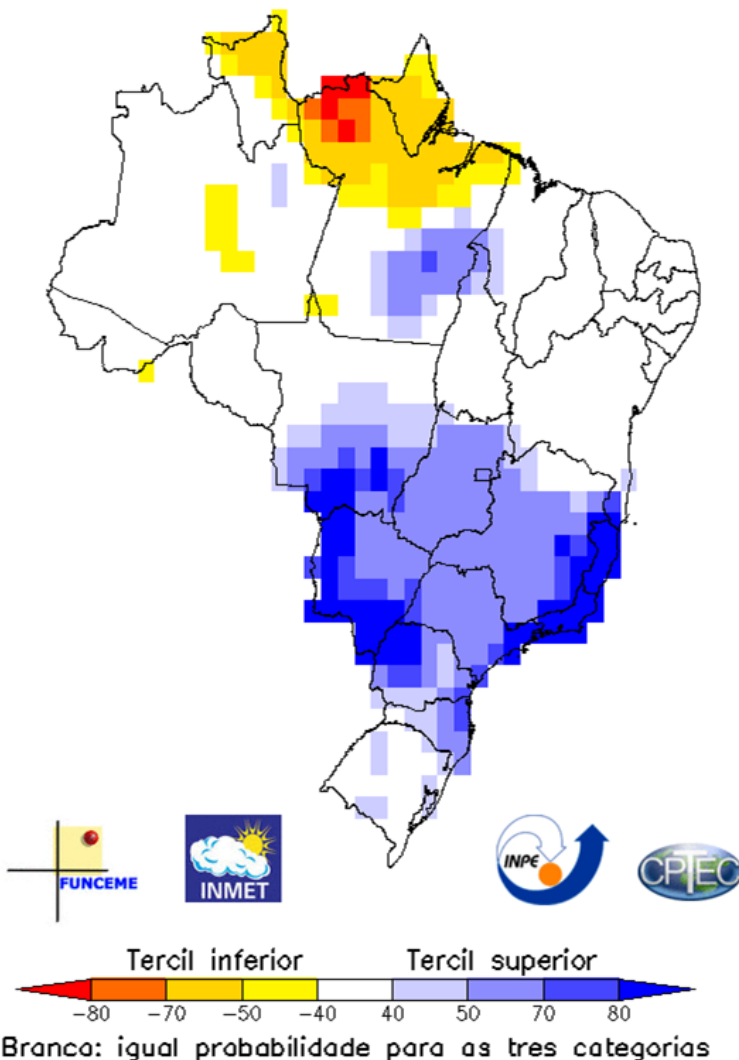 FUNCEME
INMET
INPE
CPTEC
Tercil inferior Tercil superior
-80 -70 -50 -40 40 50 70 80
Branca: igual probabilidade para as tres categorias